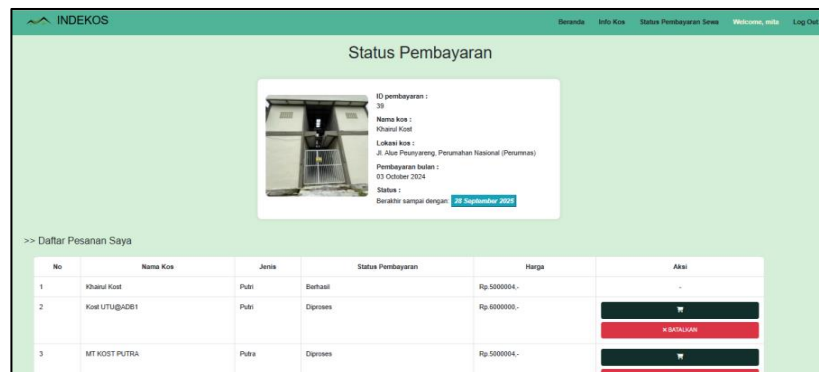 INDEKOS
Beranda Info Kos Status Pembayaran Sewa Welcome, mita Log Out
Status Pembayaran
ID pembayaran :
39
Nama kos :
Khairul Kost
Lokasi kos :
Jl. Alue Peunyareng, Perumahan Nasional (Perumnas)
Pembayaran bulan :
03 October 2024
Status :
Berakhir sampai dengan: 28 September 2025
>> Daftar Pesanan Saya
No Nama Kos Jenis Status Pembayaran Harga Aksi
1 Khairul Kost Putri Berhasil Rp.5000004,- -
2 Kost UTU@ADB1 Putri Diproses Rp.6000000,-
× BATALKAN
3 MT KOST PUTRA Putra Diproses Rp.5000004,-